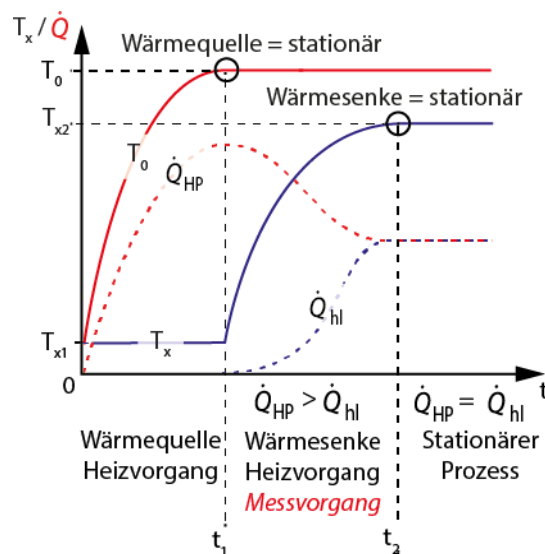 Tₓ / Q̇
Wärmequelle = stationär
T₀
Wärmesenke = stationär
Tₓ₂'
T₀
Q̇HP
Q̇hl
Tₓ₁
Tₓ
0
t
Q̇HP > Q̇hl
Q̇HP = Q̇hl
Wärmequelle
Heizvorgang
Wärmesenke
Heizvorgang
Messvorgang
Stationärer
Prozess
t₁
t₂